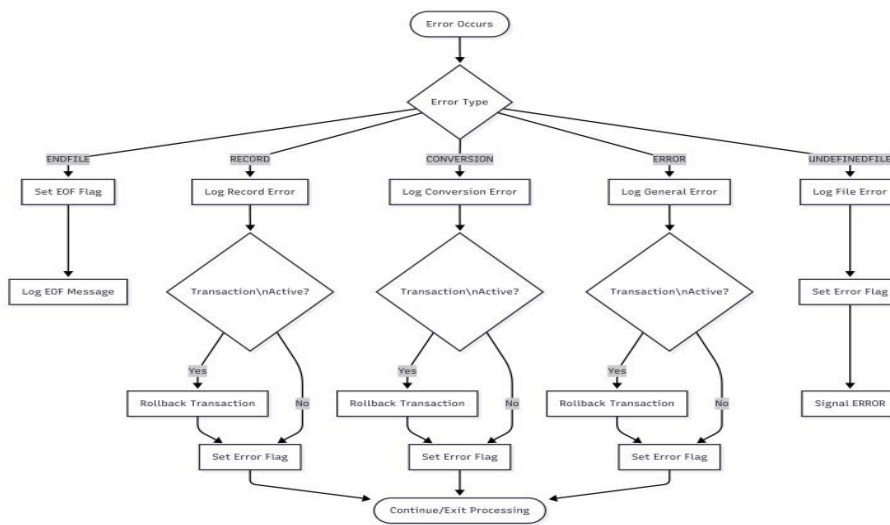 Error Occurs
Error Type
ENDFILE
RECORD
CONVERSION
ERROR
UNDEFINEDFILE
Set EOF Flag
Log Record Error
Log Conversion Error
Log General Error
Log File Error
Log EOF Message
Transaction\nActive?
Transaction\nActive?
Transaction\nActive?
Set Error Flag
Yes
Yes
Yes
Rollback Transaction
No
Rollback Transaction
No
Rollback Transaction
No
Signal ERROR
Set Error Flag
Set Error Flag
Set Error Flag
Continue/Exit Processing